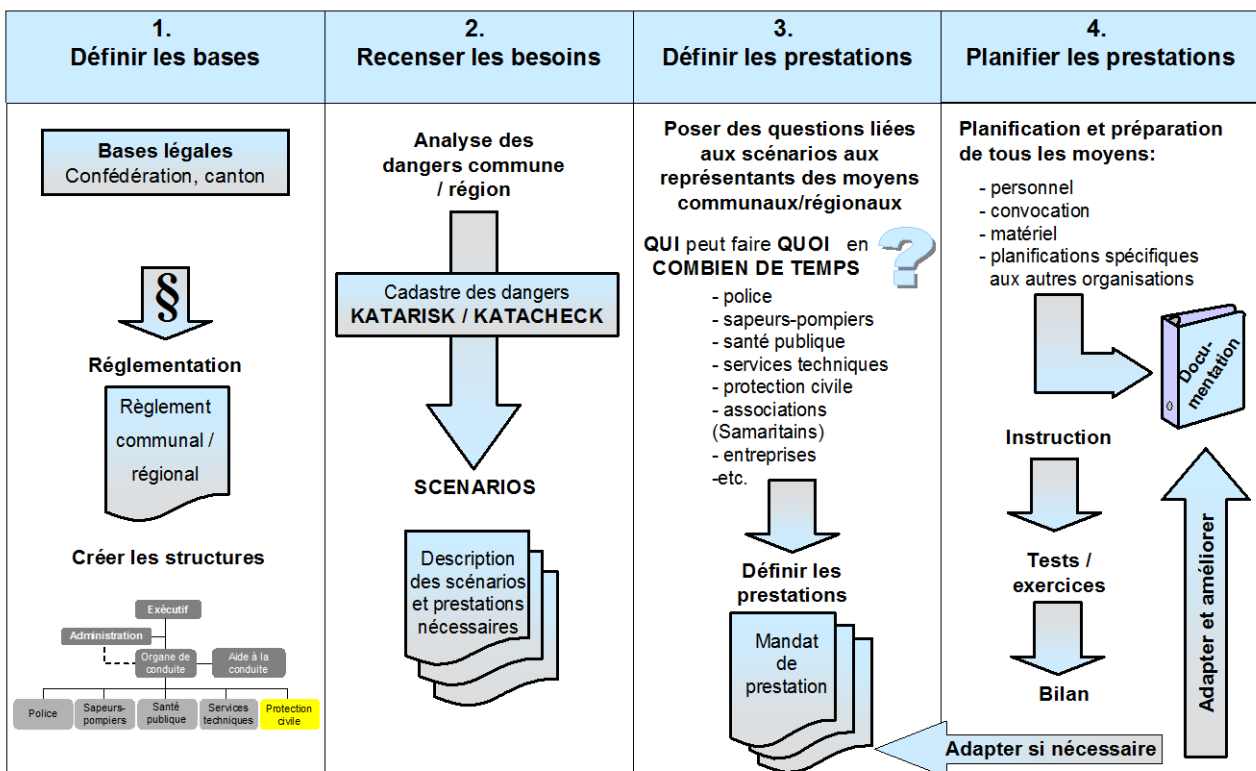 1.
Définir les bases
2.
Recenser les besoins
3.
Définir les prestations
4.
Planifier les prestations
Bases légales
Confédération, canton
§
Réglementation
Règlement
communal /
régional
Créer les structures
Exécutif
Administration
Organe de
conduite
Aide à la
conduite
Police
Sapeurs-
pompiers
Santé
publique
Services
techniques
Protection
civile
Analyse des
dangers commune
/ région
Cadastre des dangers
KATARISK / KATACHECK
SCENARIOS
Description
des scénarios
et prestations
nécessaires
Poser des questions liées
aux scénarios aux
représentants des moyens
communaux/régionaux
QUI peut faire QUOI en
COMBIEN DE TEMPS
?
- police
- sapeurs-pompiers
- santé publique
- services techniques
- protection civile
- associations
(Samaritains)
- entreprises
-etc.
Définir les
prestations
Mandat
de
prestation
Planification et préparation
de tous les moyens:
- personnel
- convocation
- matériel
- planifications spécifiques
aux autres organisations
Docu-
mentation
Instruction
Tests /
exercices
Bilan
Adapter et améliorer
Adapter si nécessaire